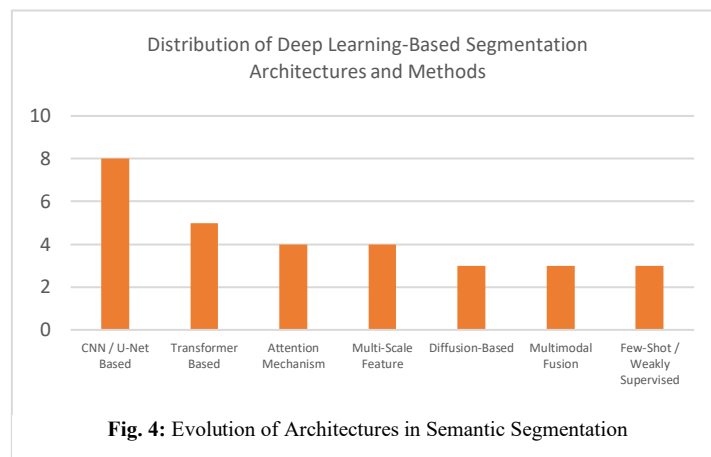 Distribution of Deep Learning-Based Segmentation
Architectures and Methods
10
8
6
4
2
0
CNN / U-Net
Based
Transformer
Based
Attention
Mechanism
Multi-Scale
Feature
Diffusion-Based
Multimodal
Fusion
Few-Shot /
Weakly
Supervised
Fig. 4: Evolution of Architectures in Semantic Segmentation